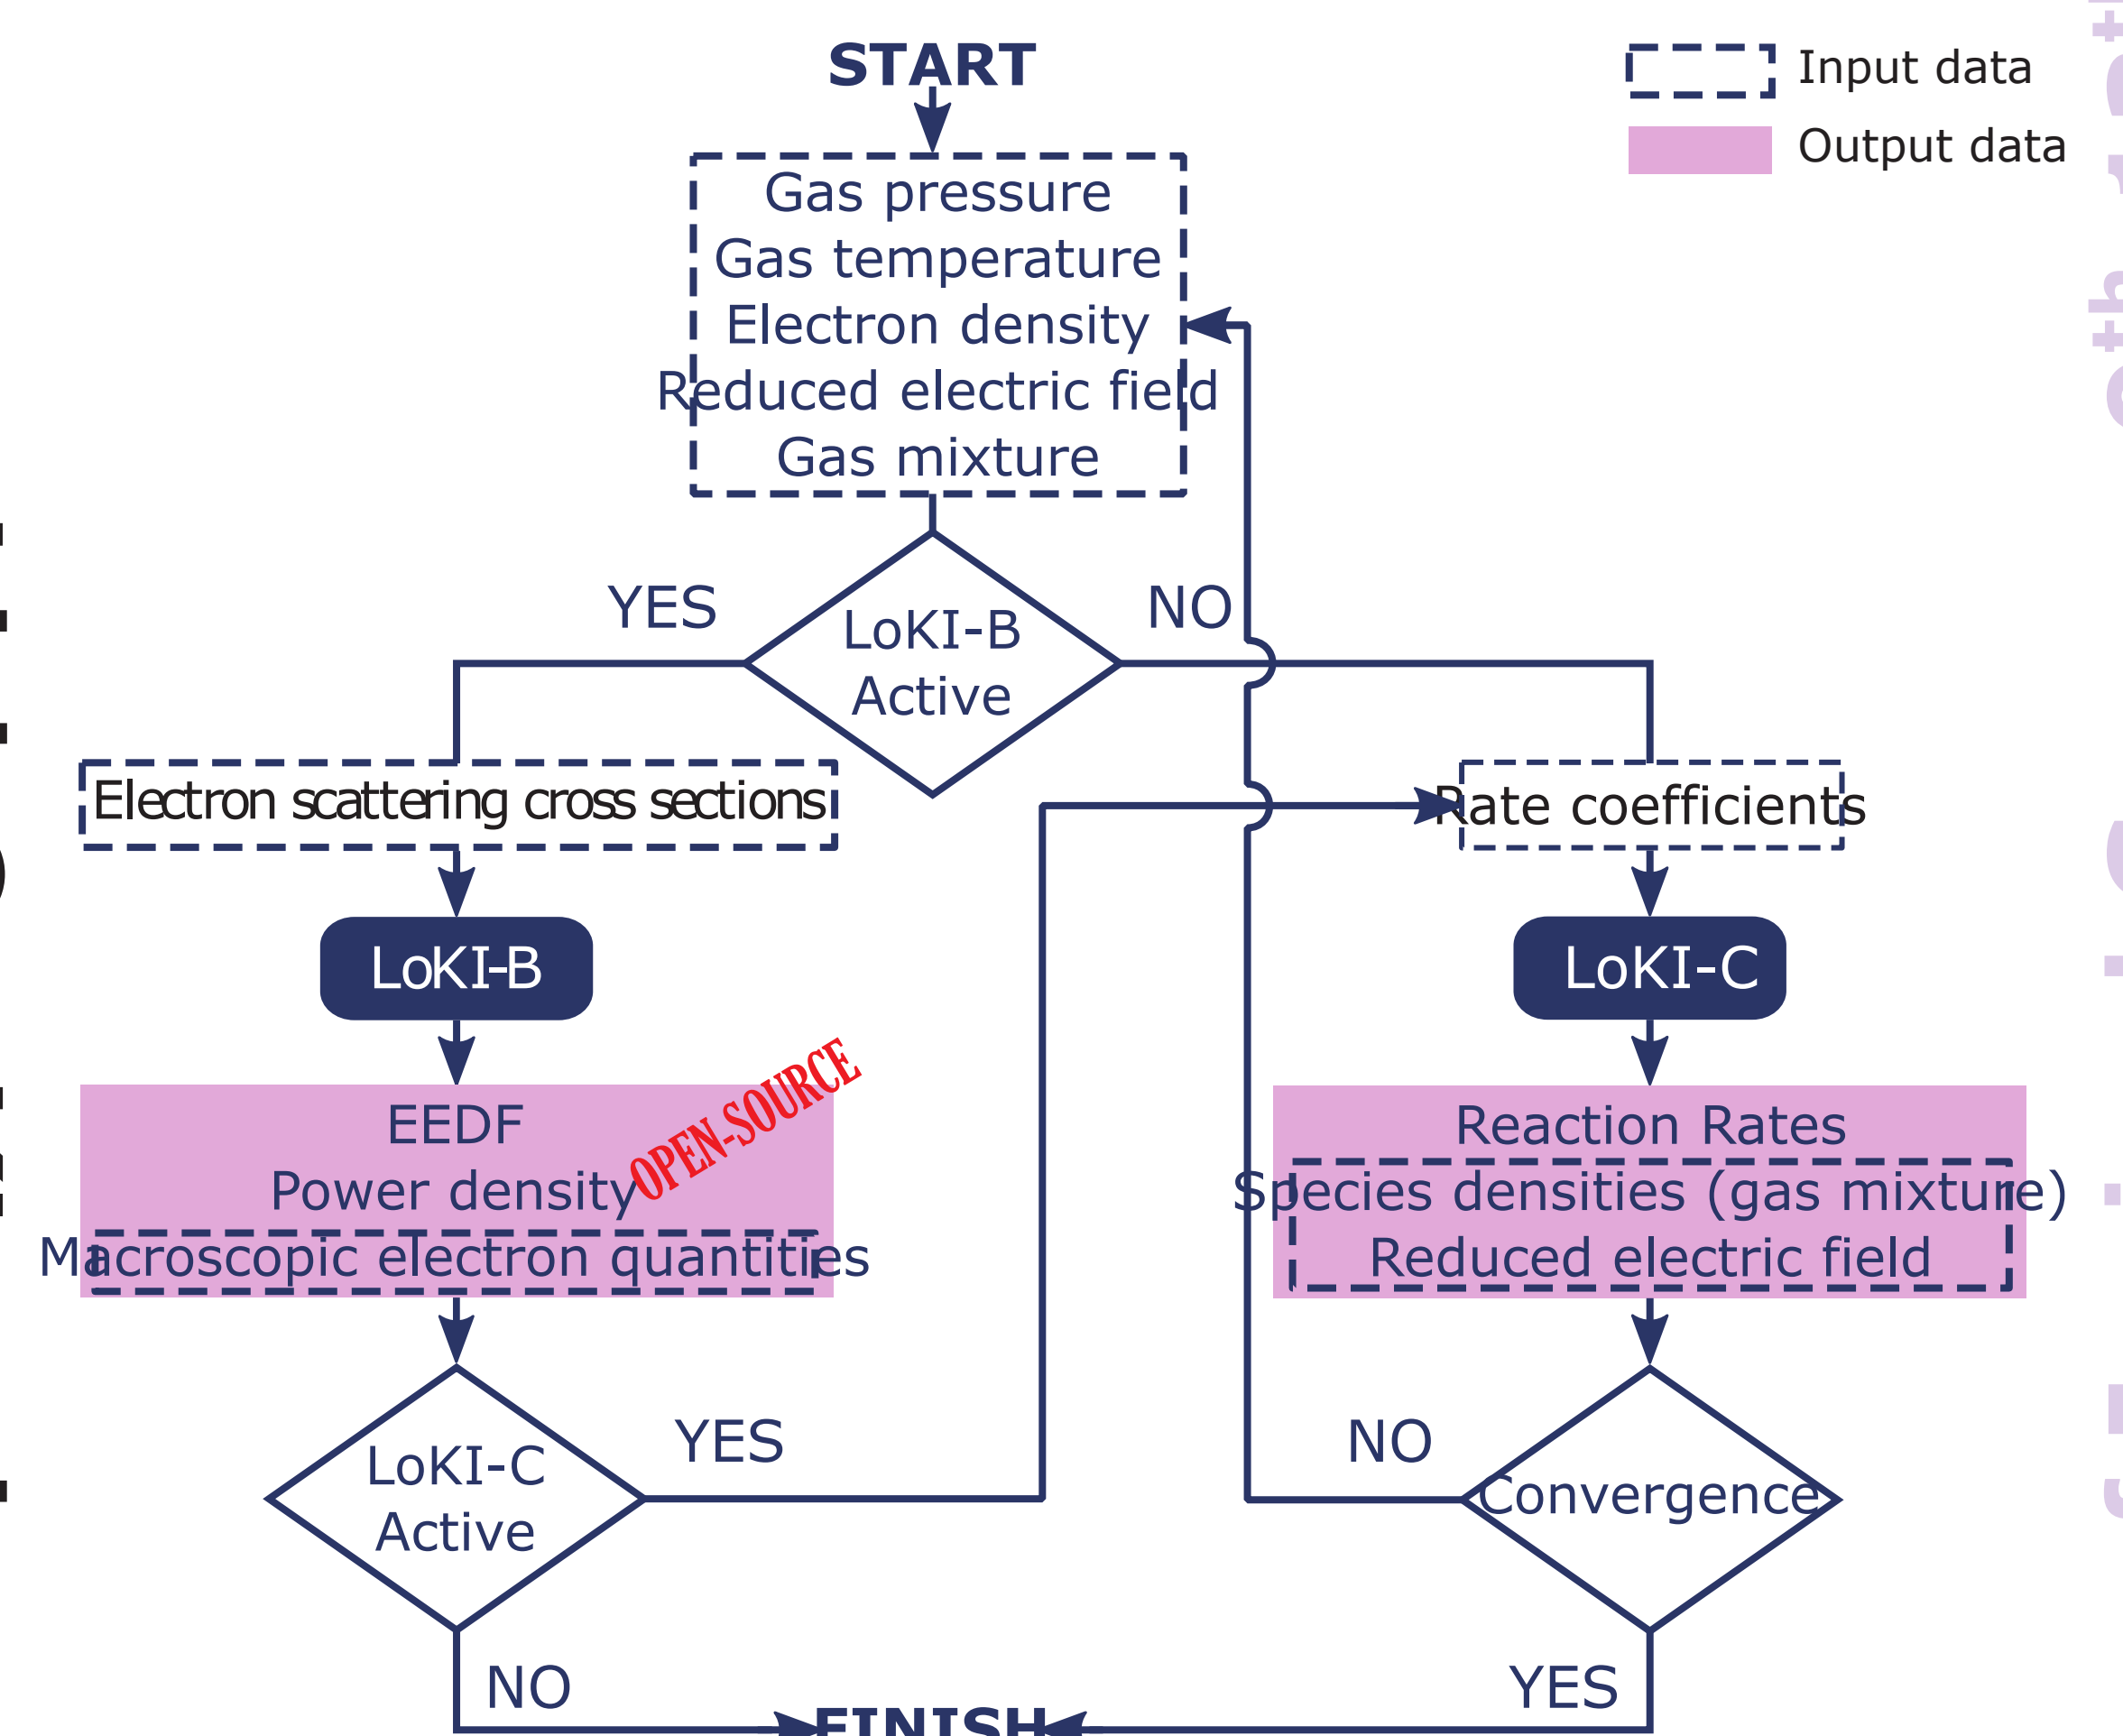 START
Input data
Output data
Gas pressure
Gas temperature
Electron density
Reduced electric field
Gas mixture
YES
LoKI-B
Active
NO
Electron scattering cross sections
Rate coefficients
LoKI-B
LoKI-C
OPEN-SOURCE
EEDF
Power density
Macroscopic electron quantities
Reaction Rates
Species densities (gas mixture)
Reduced electric field
LoKI-C
Active
YES
NO
Convergence
NO
YES
FINISH